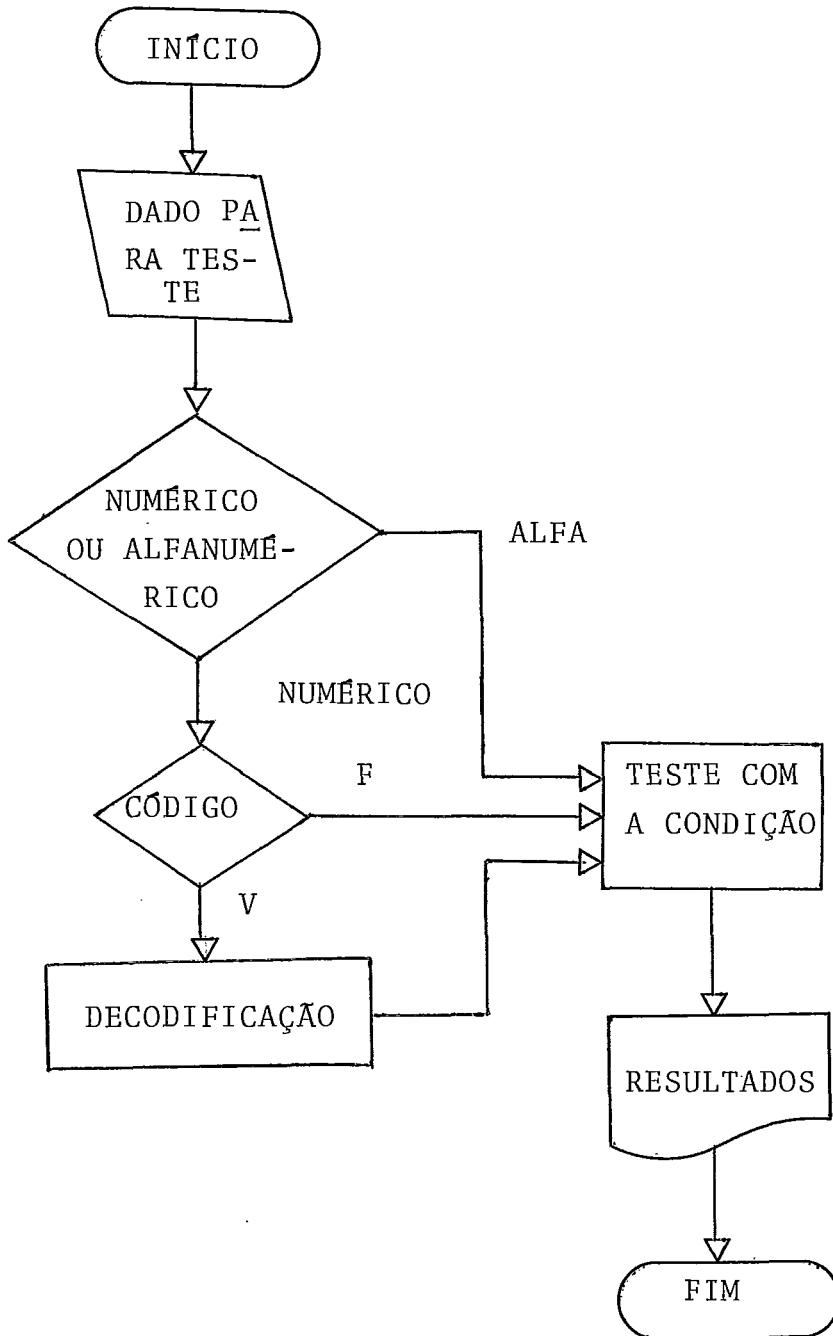 INÍCIO
DADO PA
RA TES-
TE
NUMÉRICO
OU ALFANUMÉ-
RICO
ALFA
NUMÉRICO
CÓDIGO
F
V
DECODIFICAÇÃO
TESTE COM
A CONDIÇÃO
RESULTADOS
FIM